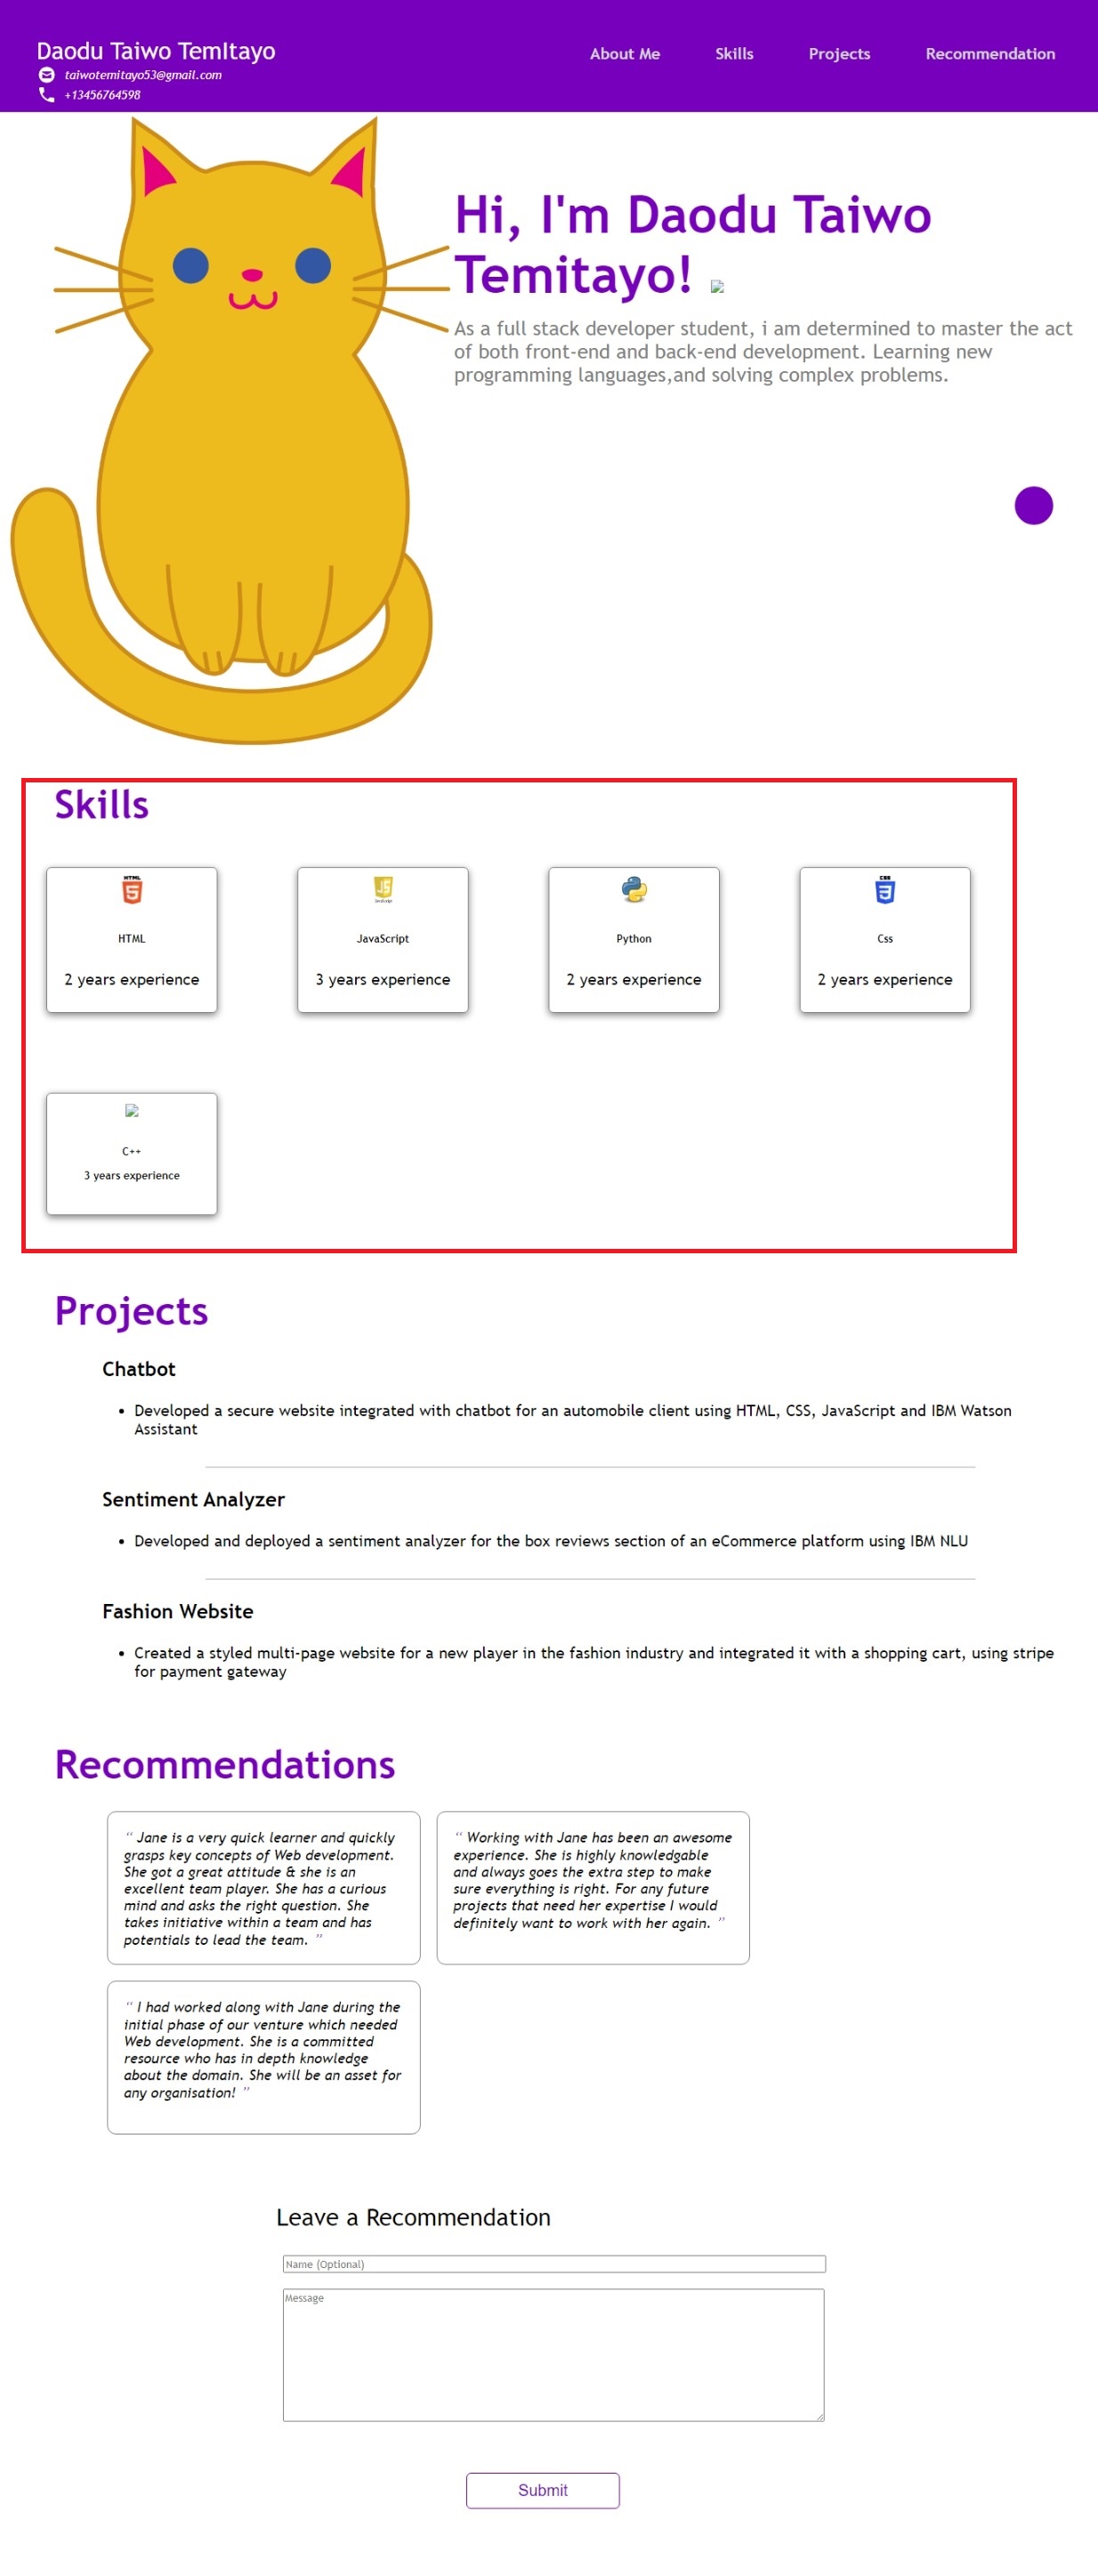 Daodu Taiwo TemItayo
taiwotemitayo53@gmail.com
+13456764598
About Me
Skills
Projects
Recommendation
Hi, I'm Daodu Taiwo
Temitayo!
As a full stack developer student, i am determined to master the act
of both front-end and back-end development. Learning new
programming languages,and solving complex problems.
Skills
HTML
5
HTML
2 years experience
JS
JavaScript
3 years experience
Python
2 years experience
CSS
3
Css
2 years experience
C++
3 years experience
Projects
Chatbot
• Developed a secure website integrated with chatbot for an automobile client using HTML, CSS, JavaScript and IBM Watson
Assistant
Sentiment Analyzer
• Developed and deployed a sentiment analyzer for the box reviews section of an eCommerce platform using IBM NLU
Fashion Website
• Created a styled multi-page website for a new player in the fashion industry and integrated it with a shopping cart, using stripe
for payment gateway
Recommendations
“ Jane is a very quick learner and quickly
grasps key concepts of Web development.
She got a great attitude & she is an
excellent team player. She has a curious
mind and asks the right question. She
takes initiative within a team and has
potentials to lead the team. ”
“ Working with Jane has been an awesome
experience. She is highly knowledgable
and always goes the extra step to make
sure everything is right. For any future
projects that need her expertise I would
definitely want to work with her again. ”
“ I had worked along with Jane during the
initial phase of our venture which needed
Web development. She is a committed
resource who has in depth knowledge
about the domain. She will be an asset for
any organisation! ”
Leave a Recommendation
Name (Optional)
Message
Submit